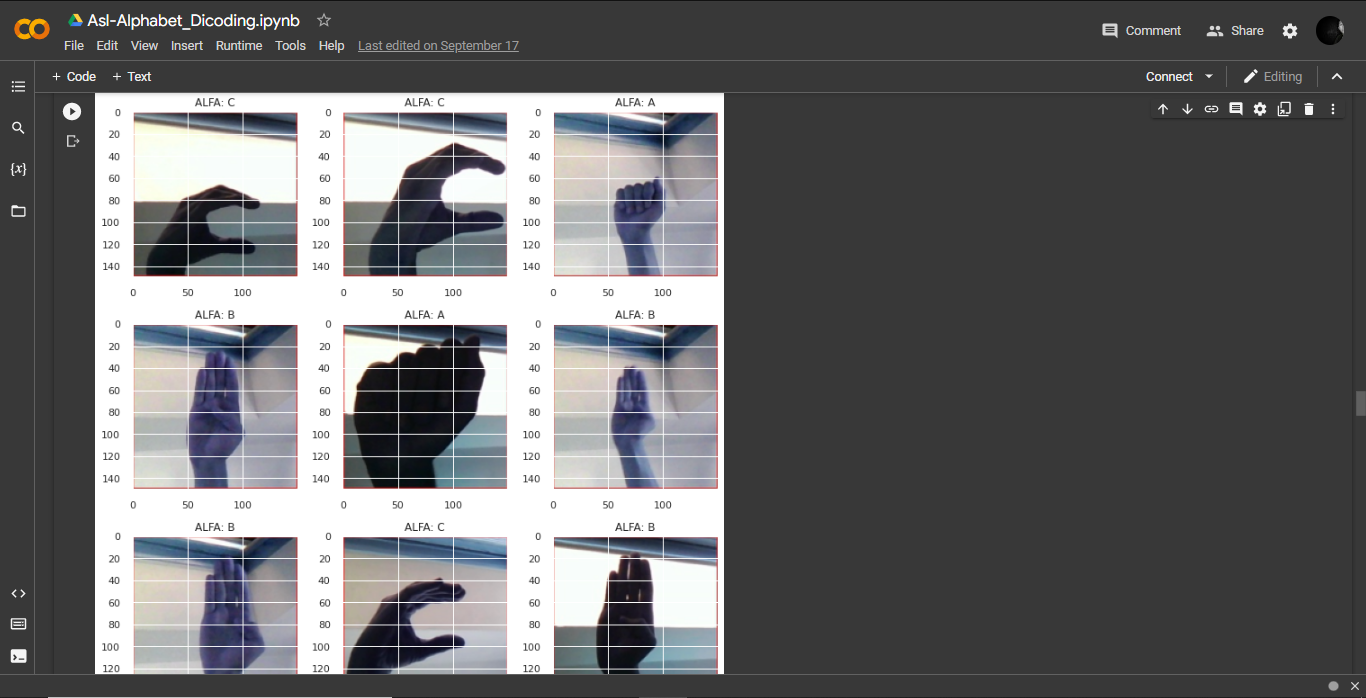 Asl-Alphabet_Dicoding.ipynb
File Edit View Insert Runtime Tools Help Last edited on September 17
Comment Share
+ Code + Text
Connect Editing
{x}
ALFA: C ALFA: C ALFA: A
0 0 0
20 20 20
40 40 40
60 60 60
80 80 80
100 100 100
120 120 120
140 140 140
0 50 100 0 50 100 0 50 100
ALFA: B ALFA: A ALFA: B
0 0 0
20 20 20
40 40 40
60 60 60
80 80 80
100 100 100
120 120 120
140 140 140
0 50 100 0 50 100 0 50 100
ALFA: B ALFA: C ALFA: B
0 0 0
20 20 20
40 40 40
60 60 60
80 80 80
100 100 100
120 120 120